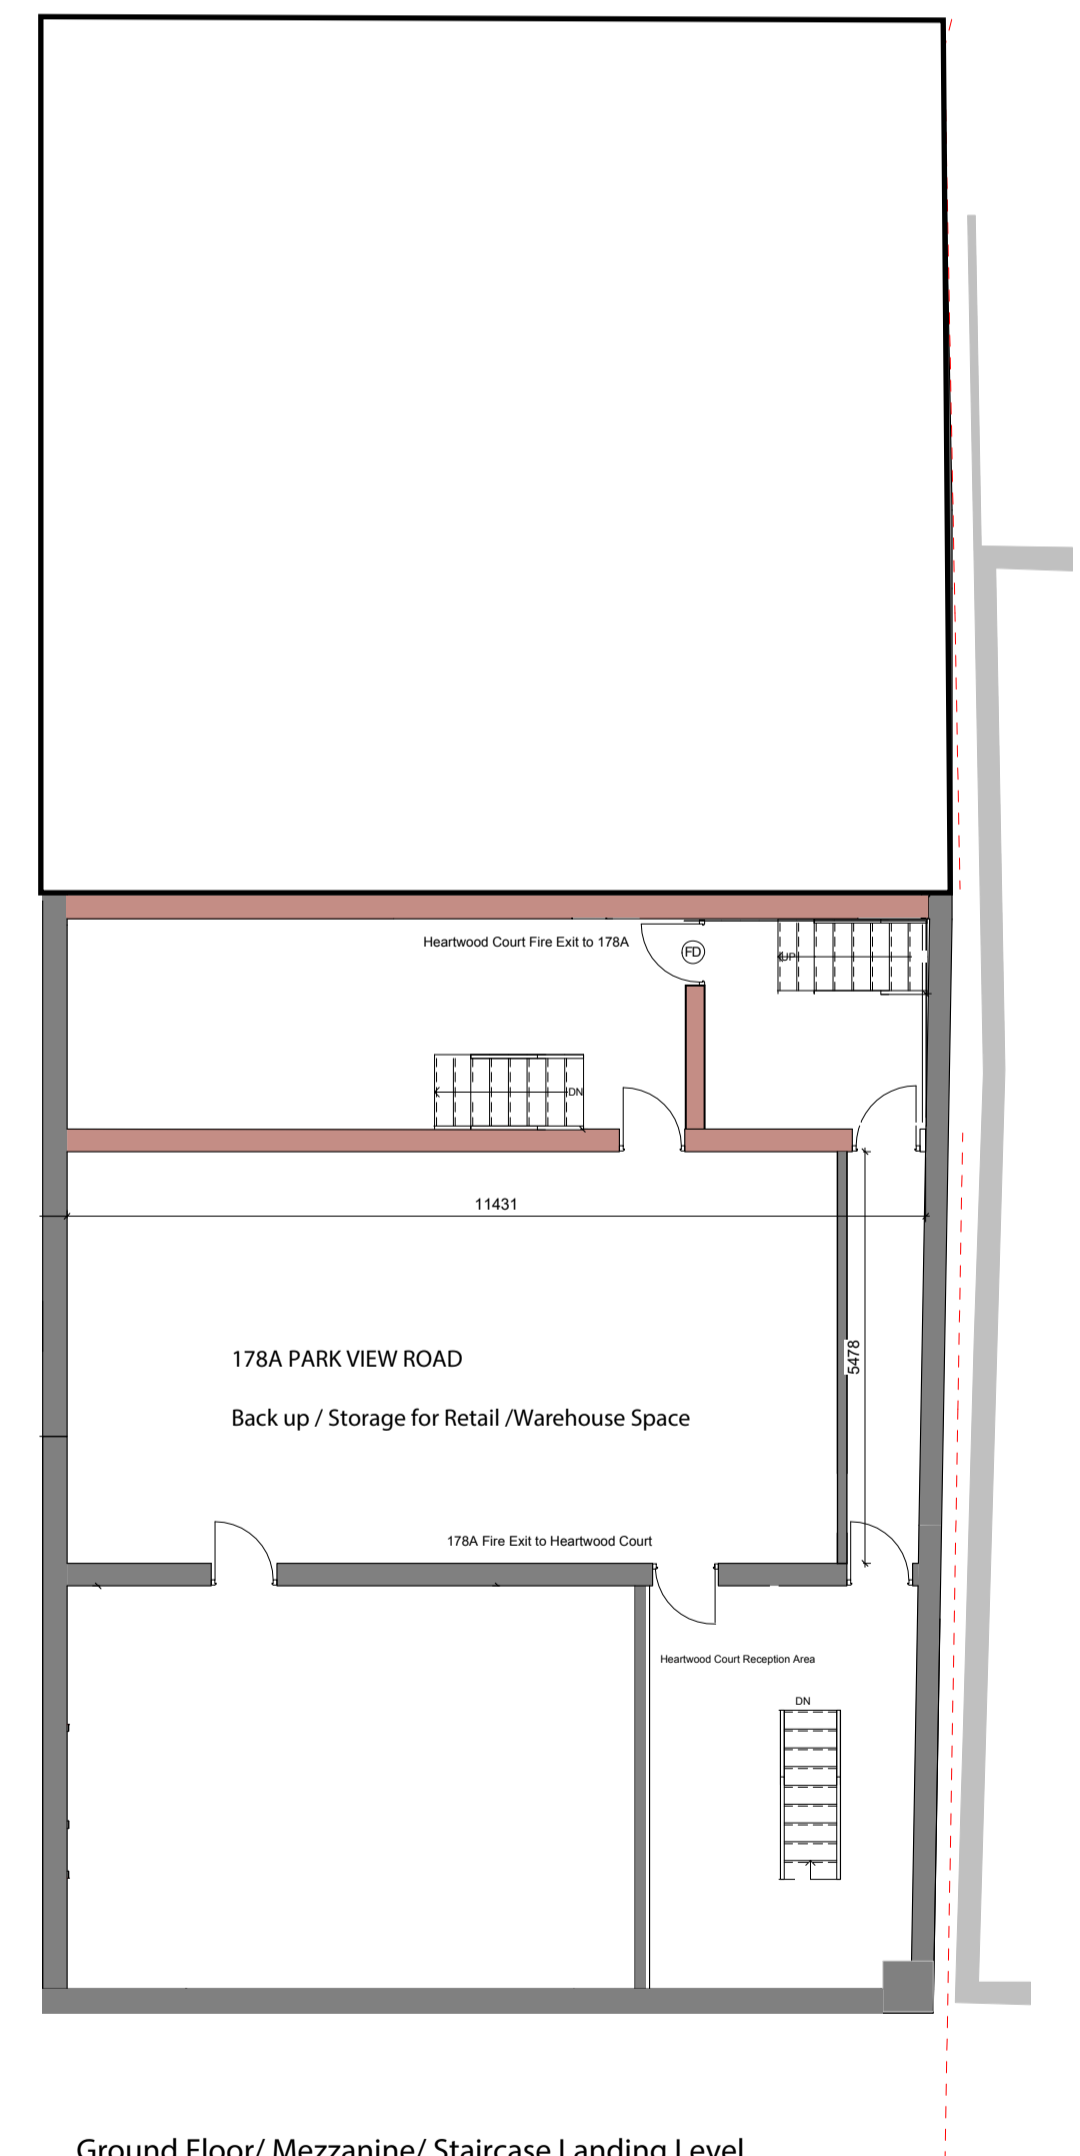 Heartwood Court Fire Exit to 178A
FD
UP
DN
11431
178A PARK VIEW ROAD
5478
Back up / Storage for Retail /Warehouse Space
178A Fire Exit to Heartwood Court
Heartwood Court Reception Area
DN
Ground Floor/ Mezzanine/ Staircase Landing Level